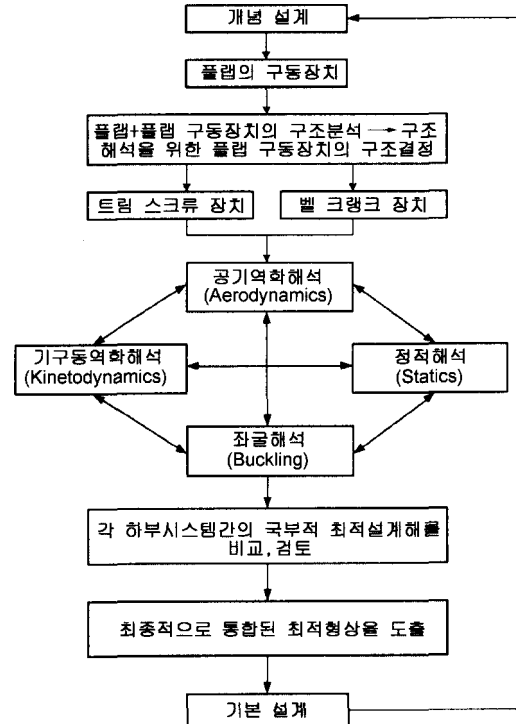 개념 설계
플랩의 구동장치
플랩+플랩 구동장치의 구조분석 → 구조
해석을 위한 플랩 구동장치의 구조결정
트림 스크류 장치
벨 크랭크 장치
공기역학해석
(Aerodynamics)
기구동역학해석
(Kinetodynamics)
정적해석
(Statics)
좌굴해석
(Buckling)
각 하부시스템간의 국부적 최적설계해를
비교,검토
최종적으로 통합된 최적형상을 도출
기본 설계